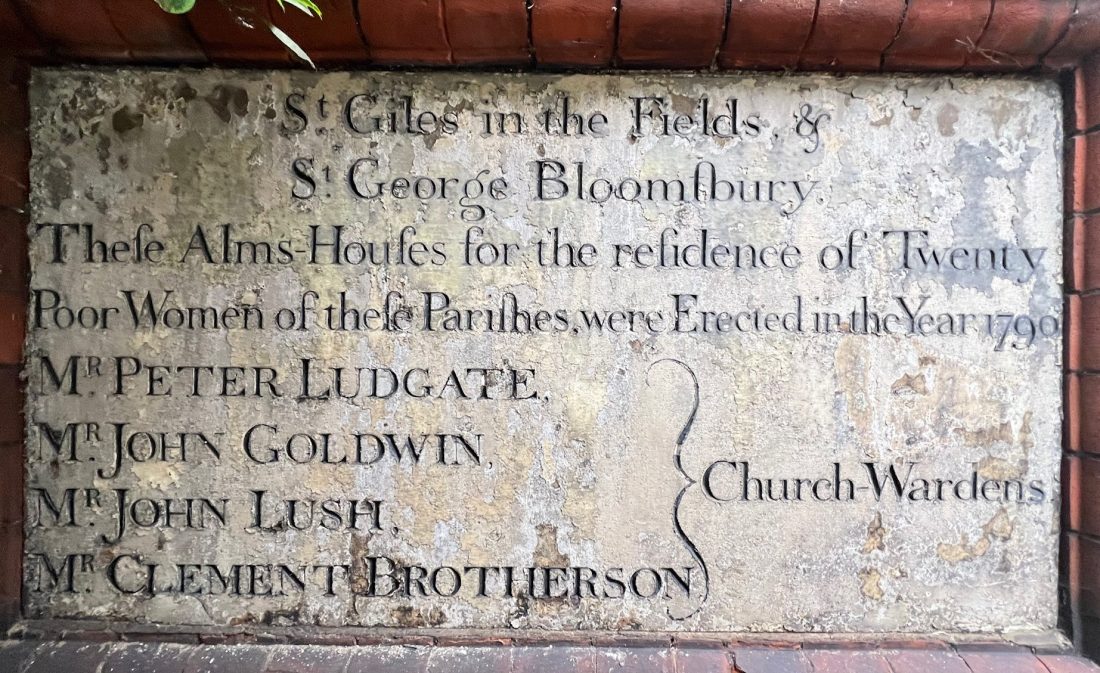 St. Giles in the Fields, &
St. George Bloomſbury,
Theſe Alms-Houſes for the reſidence of Twenty
Poor Women of theſe Pariſhes, were Erected in the Year 1790
Mr. PETER LUDGATE,
Mr. JOHN GOLDWIN,
Mr. JOHN LUSH,
Mr. CLEMENT BROTHERSON
Church-Wardens.